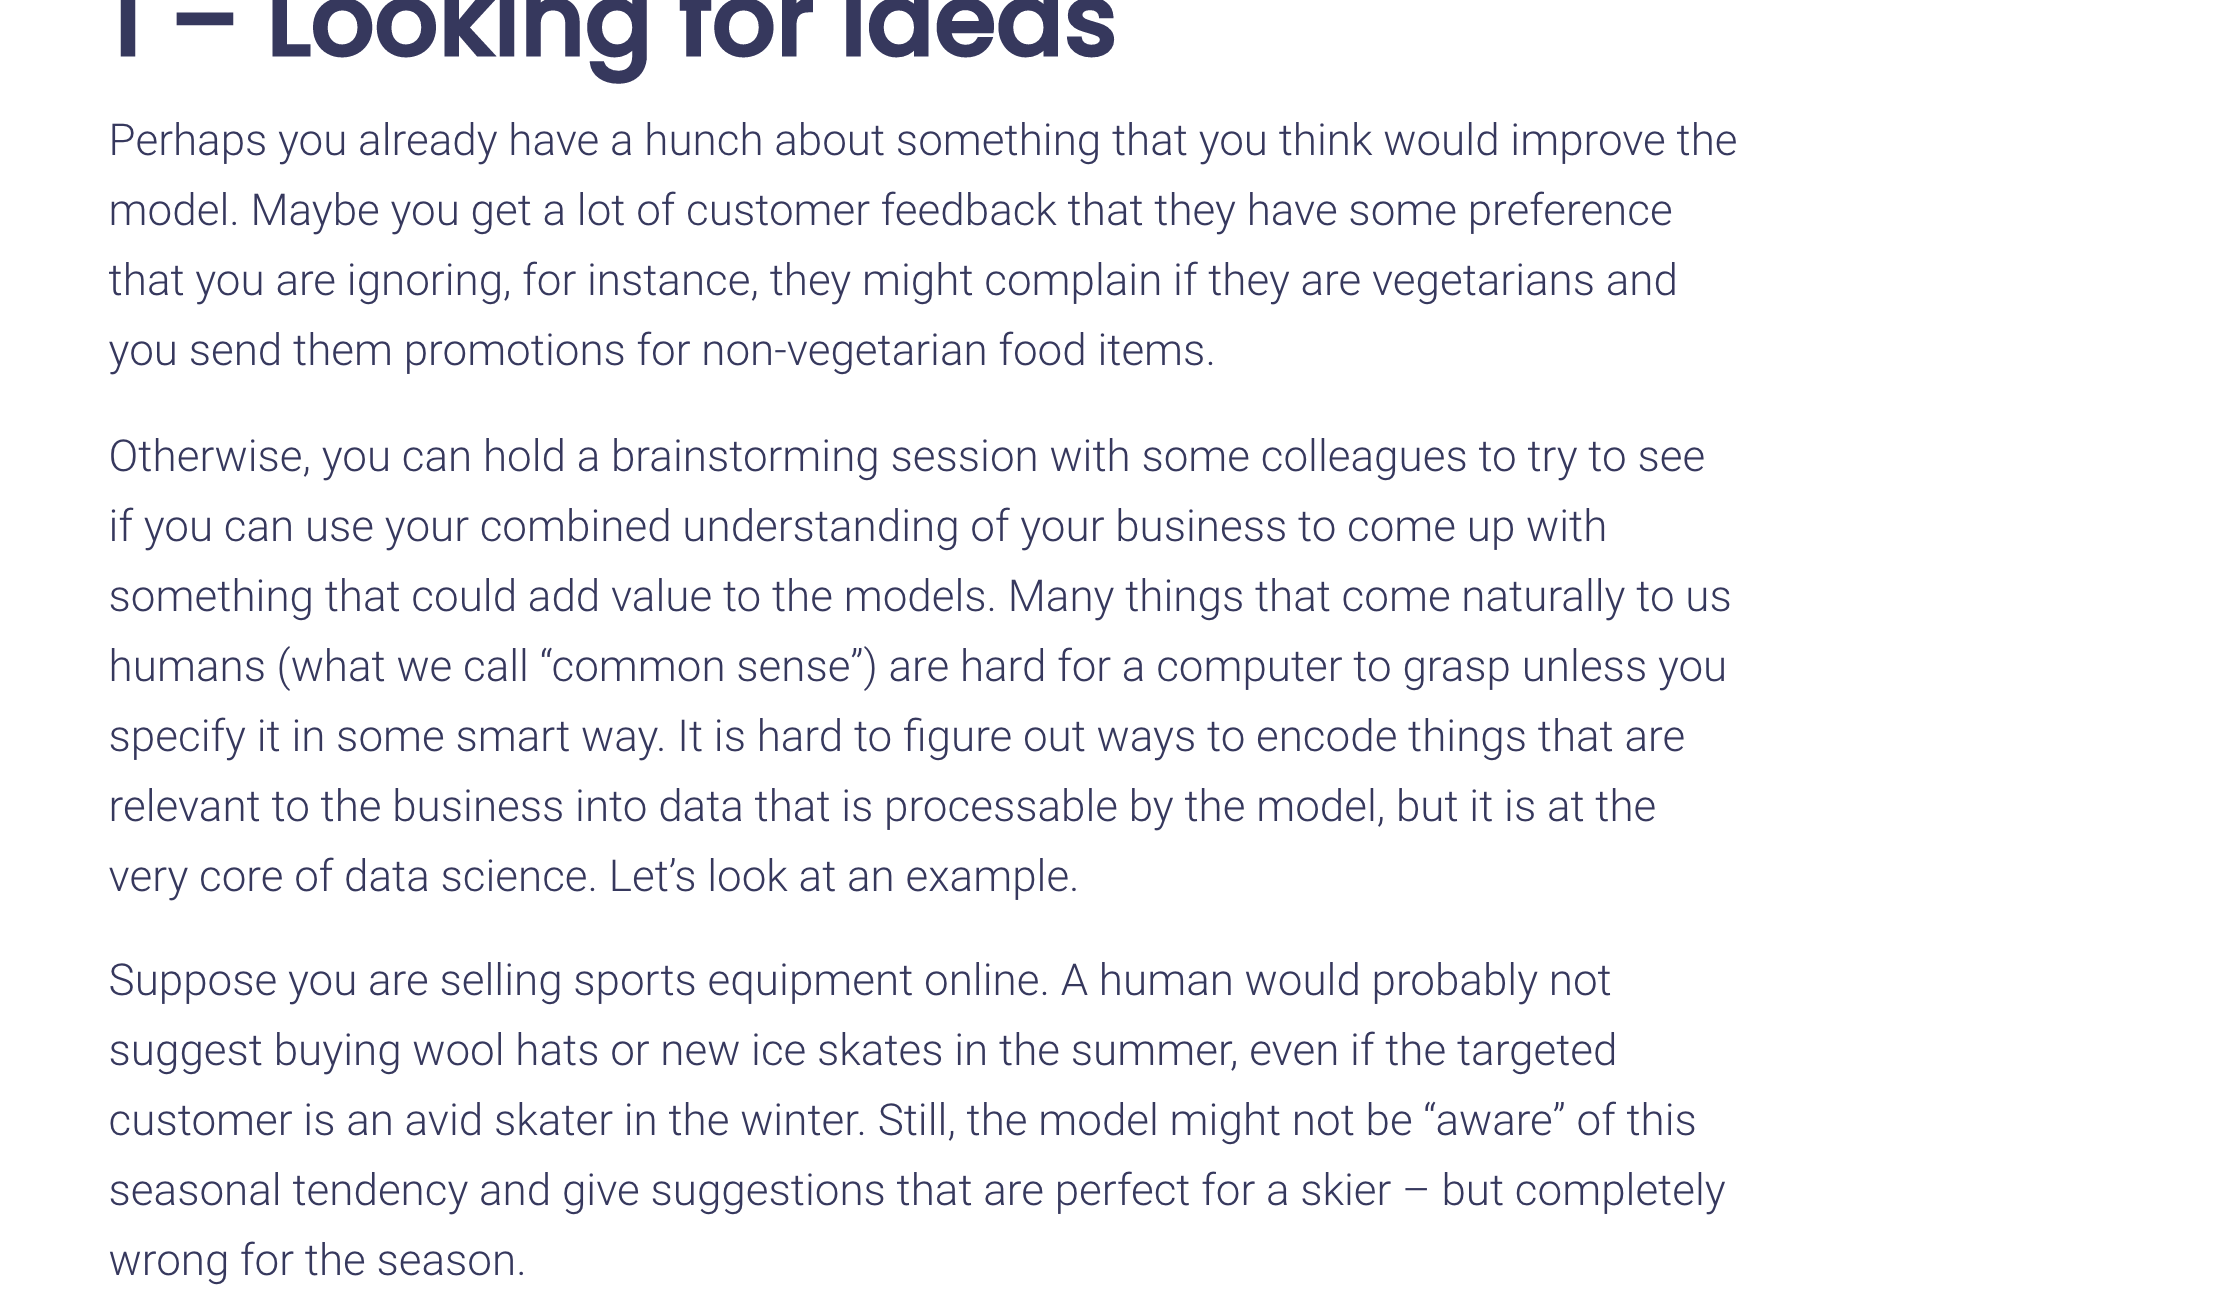 1 – Looking for Ideas
Perhaps you already have a hunch about something that you think would improve the
model. Maybe you get a lot of customer feedback that they have some preference
that you are ignoring, for instance, they might complain if they are vegetarians and
you send them promotions for non-vegetarian food items.
Otherwise, you can hold a brainstorming session with some colleagues to try to see
if you can use your combined understanding of your business to come up with
something that could add value to the models. Many things that come naturally to us
humans (what we call “common sense”) are hard for a computer to grasp unless you
specify it in some smart way. It is hard to figure out ways to encode things that are
relevant to the business into data that is processable by the model, but it is at the
very core of data science. Let’s look at an example.
Suppose you are selling sports equipment online. A human would probably not
suggest buying wool hats or new ice skates in the summer, even if the targeted
customer is an avid skater in the winter. Still, the model might not be “aware” of this
seasonal tendency and give suggestions that are perfect for a skier – but completely
wrong for the season.